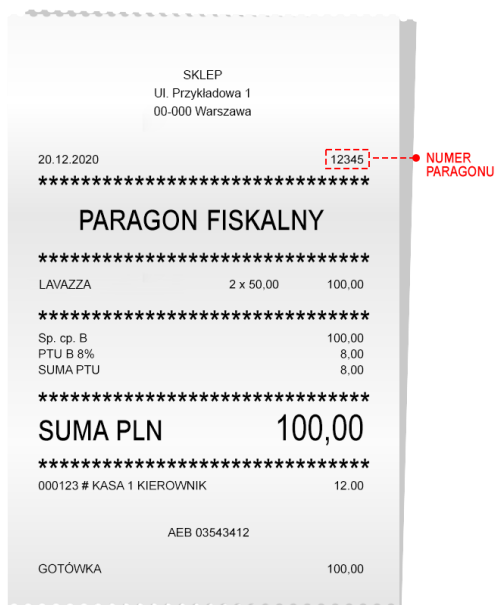 SKLEP
Ul. Przykładowa 1
00-000 Warszawa
20.12.2020 12345
NUMER
PARAGONU
*******************************
PARAGON FISKALNY
*******************************
LAVAZZA 2 x 50,00 100,00
*******************************
Sp. cp. B 100,00
PTU B 8% 8,00
SUMA PTU 8,00
*******************************
SUMA PLN 100,00
*******************************
000123 # KASA 1 KIEROWNIK 12.00
AEB 03543412
GOTÓWKA 100,00